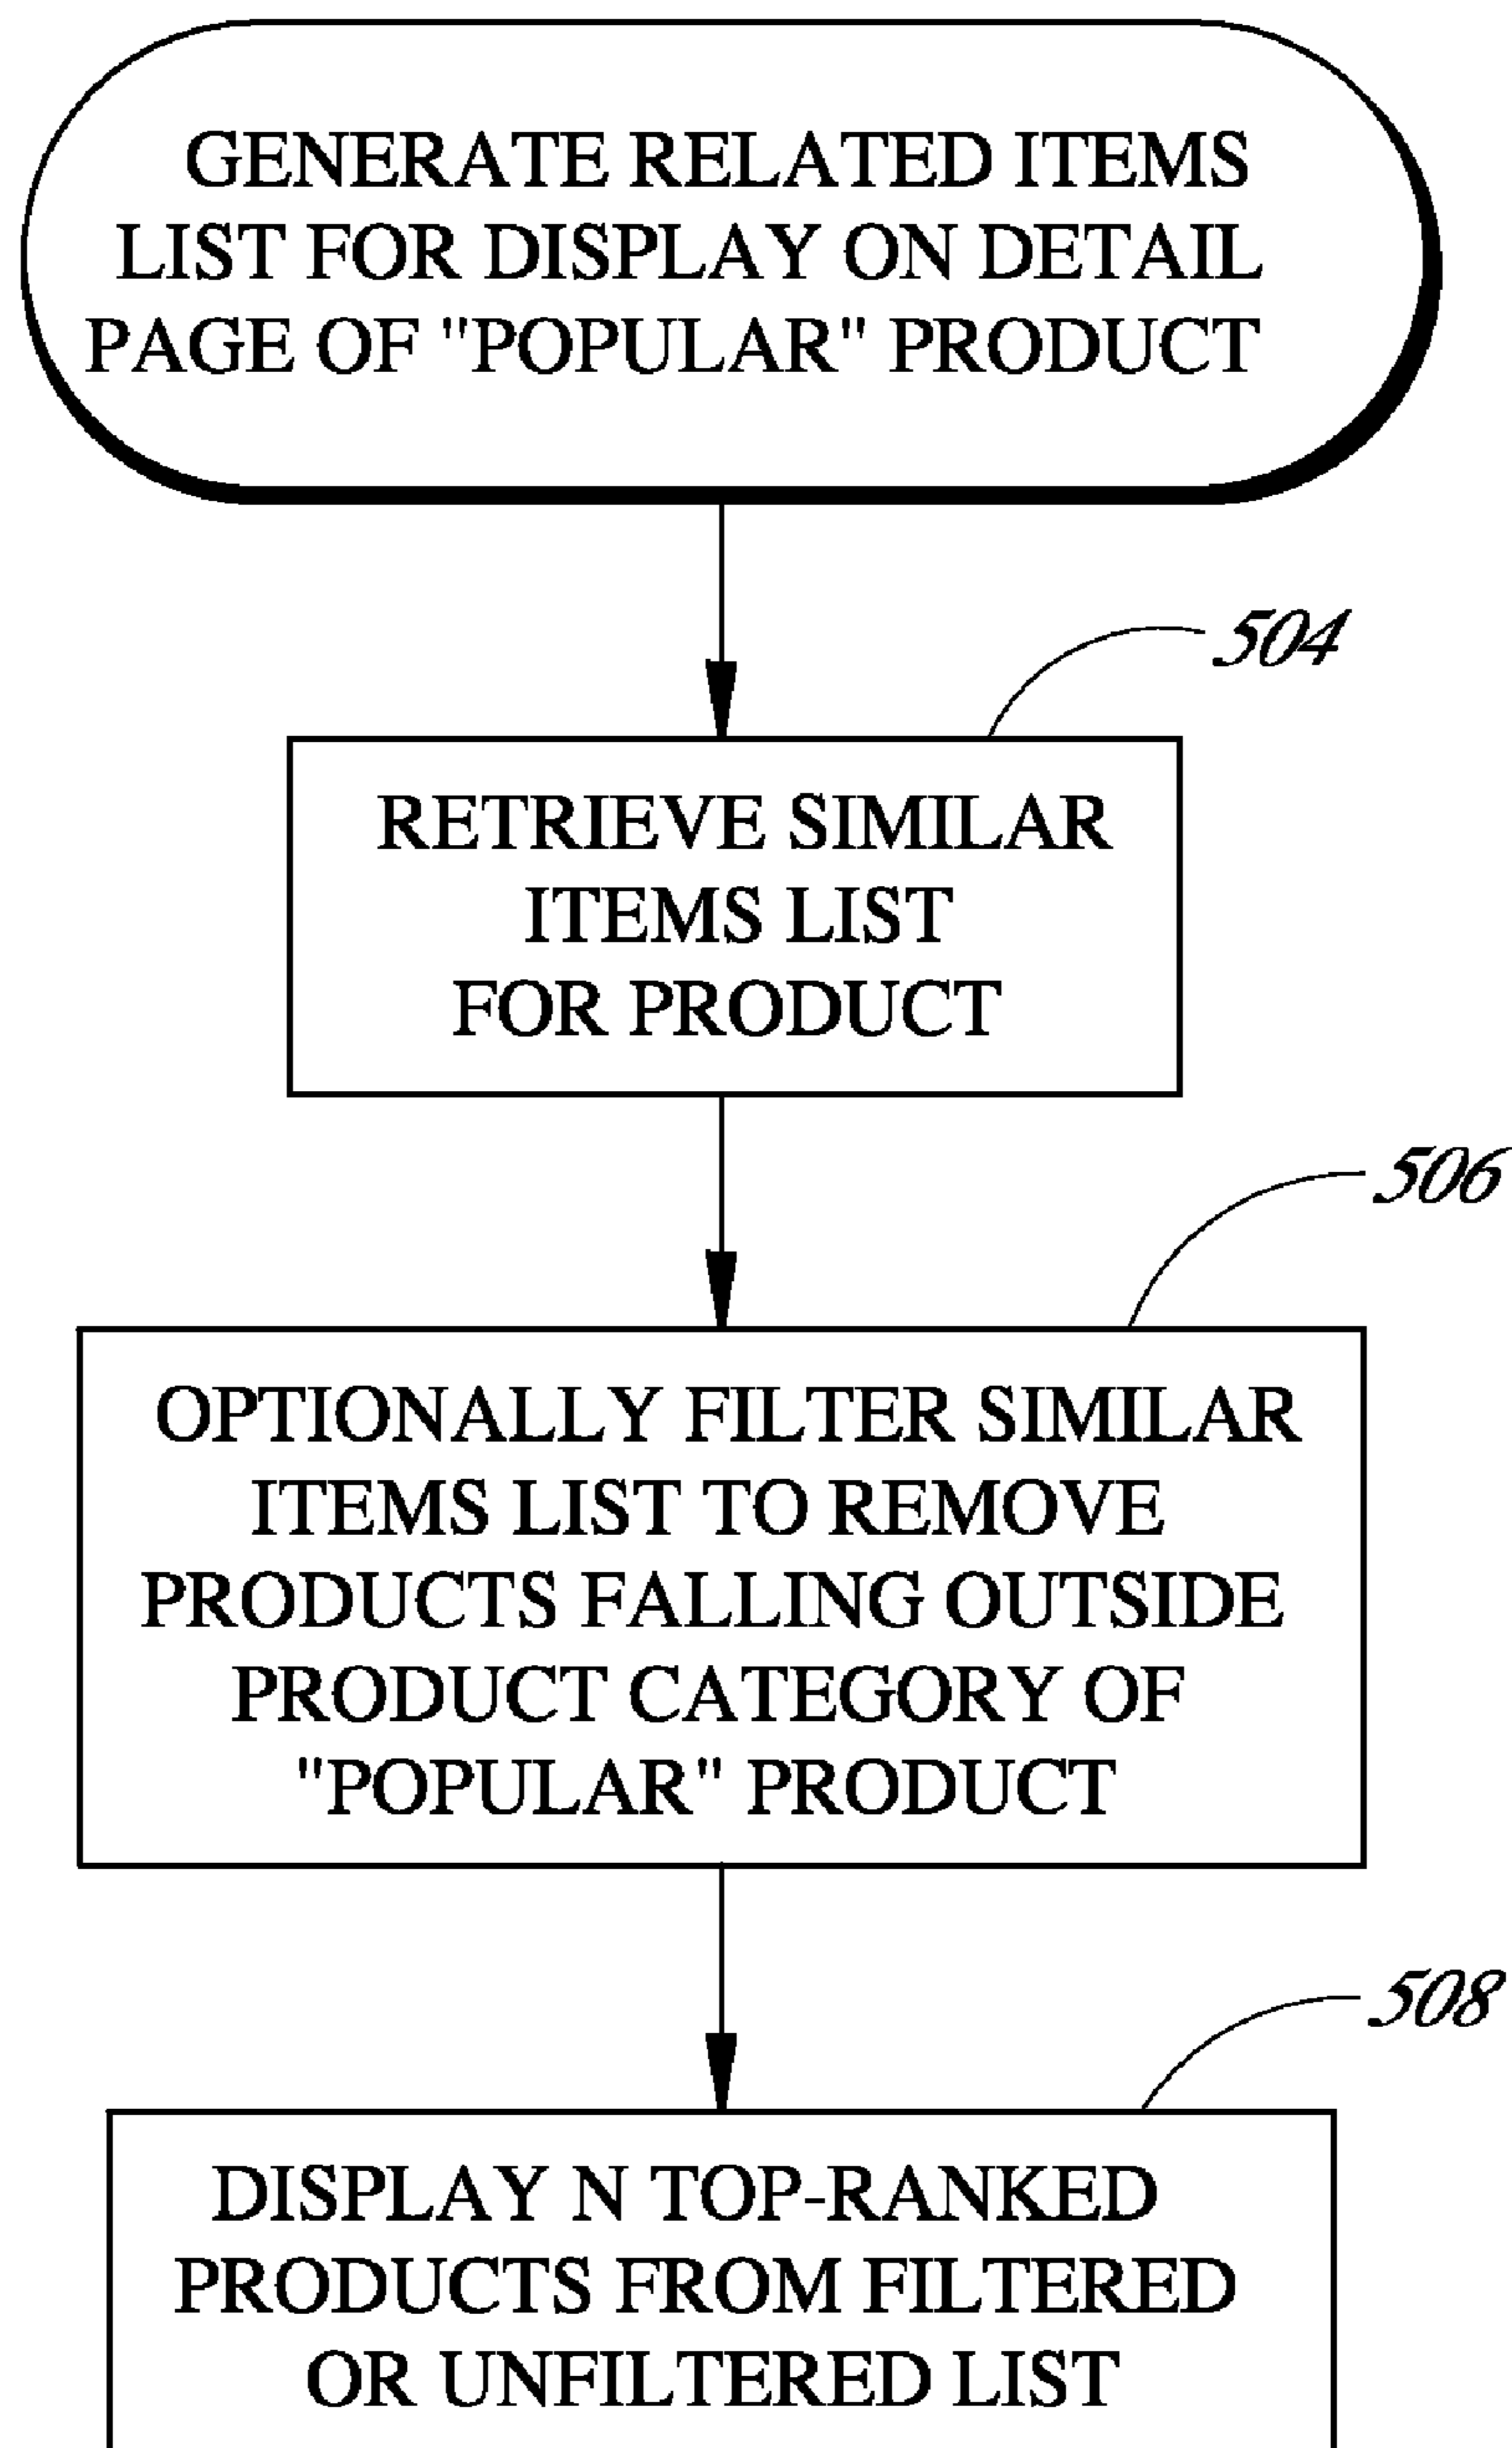 GENERATE RELATED ITEMS
LIST FOR DISPLAY ON DETAIL
PAGE OF "POPULAR" PRODUCT
504
RETRIEVE SIMILAR
ITEMS LIST
FOR PRODUCT
506
OPTIONALLY FILTER SIMILAR
ITEMS LIST TO REMOVE
PRODUCTS FALLING OUTSIDE
PRODUCT CATEGORY OF
"POPULAR" PRODUCT
508
DISPLAY N TOP-RANKED
PRODUCTS FROM FILTERED
OR UNFILTERED LIST